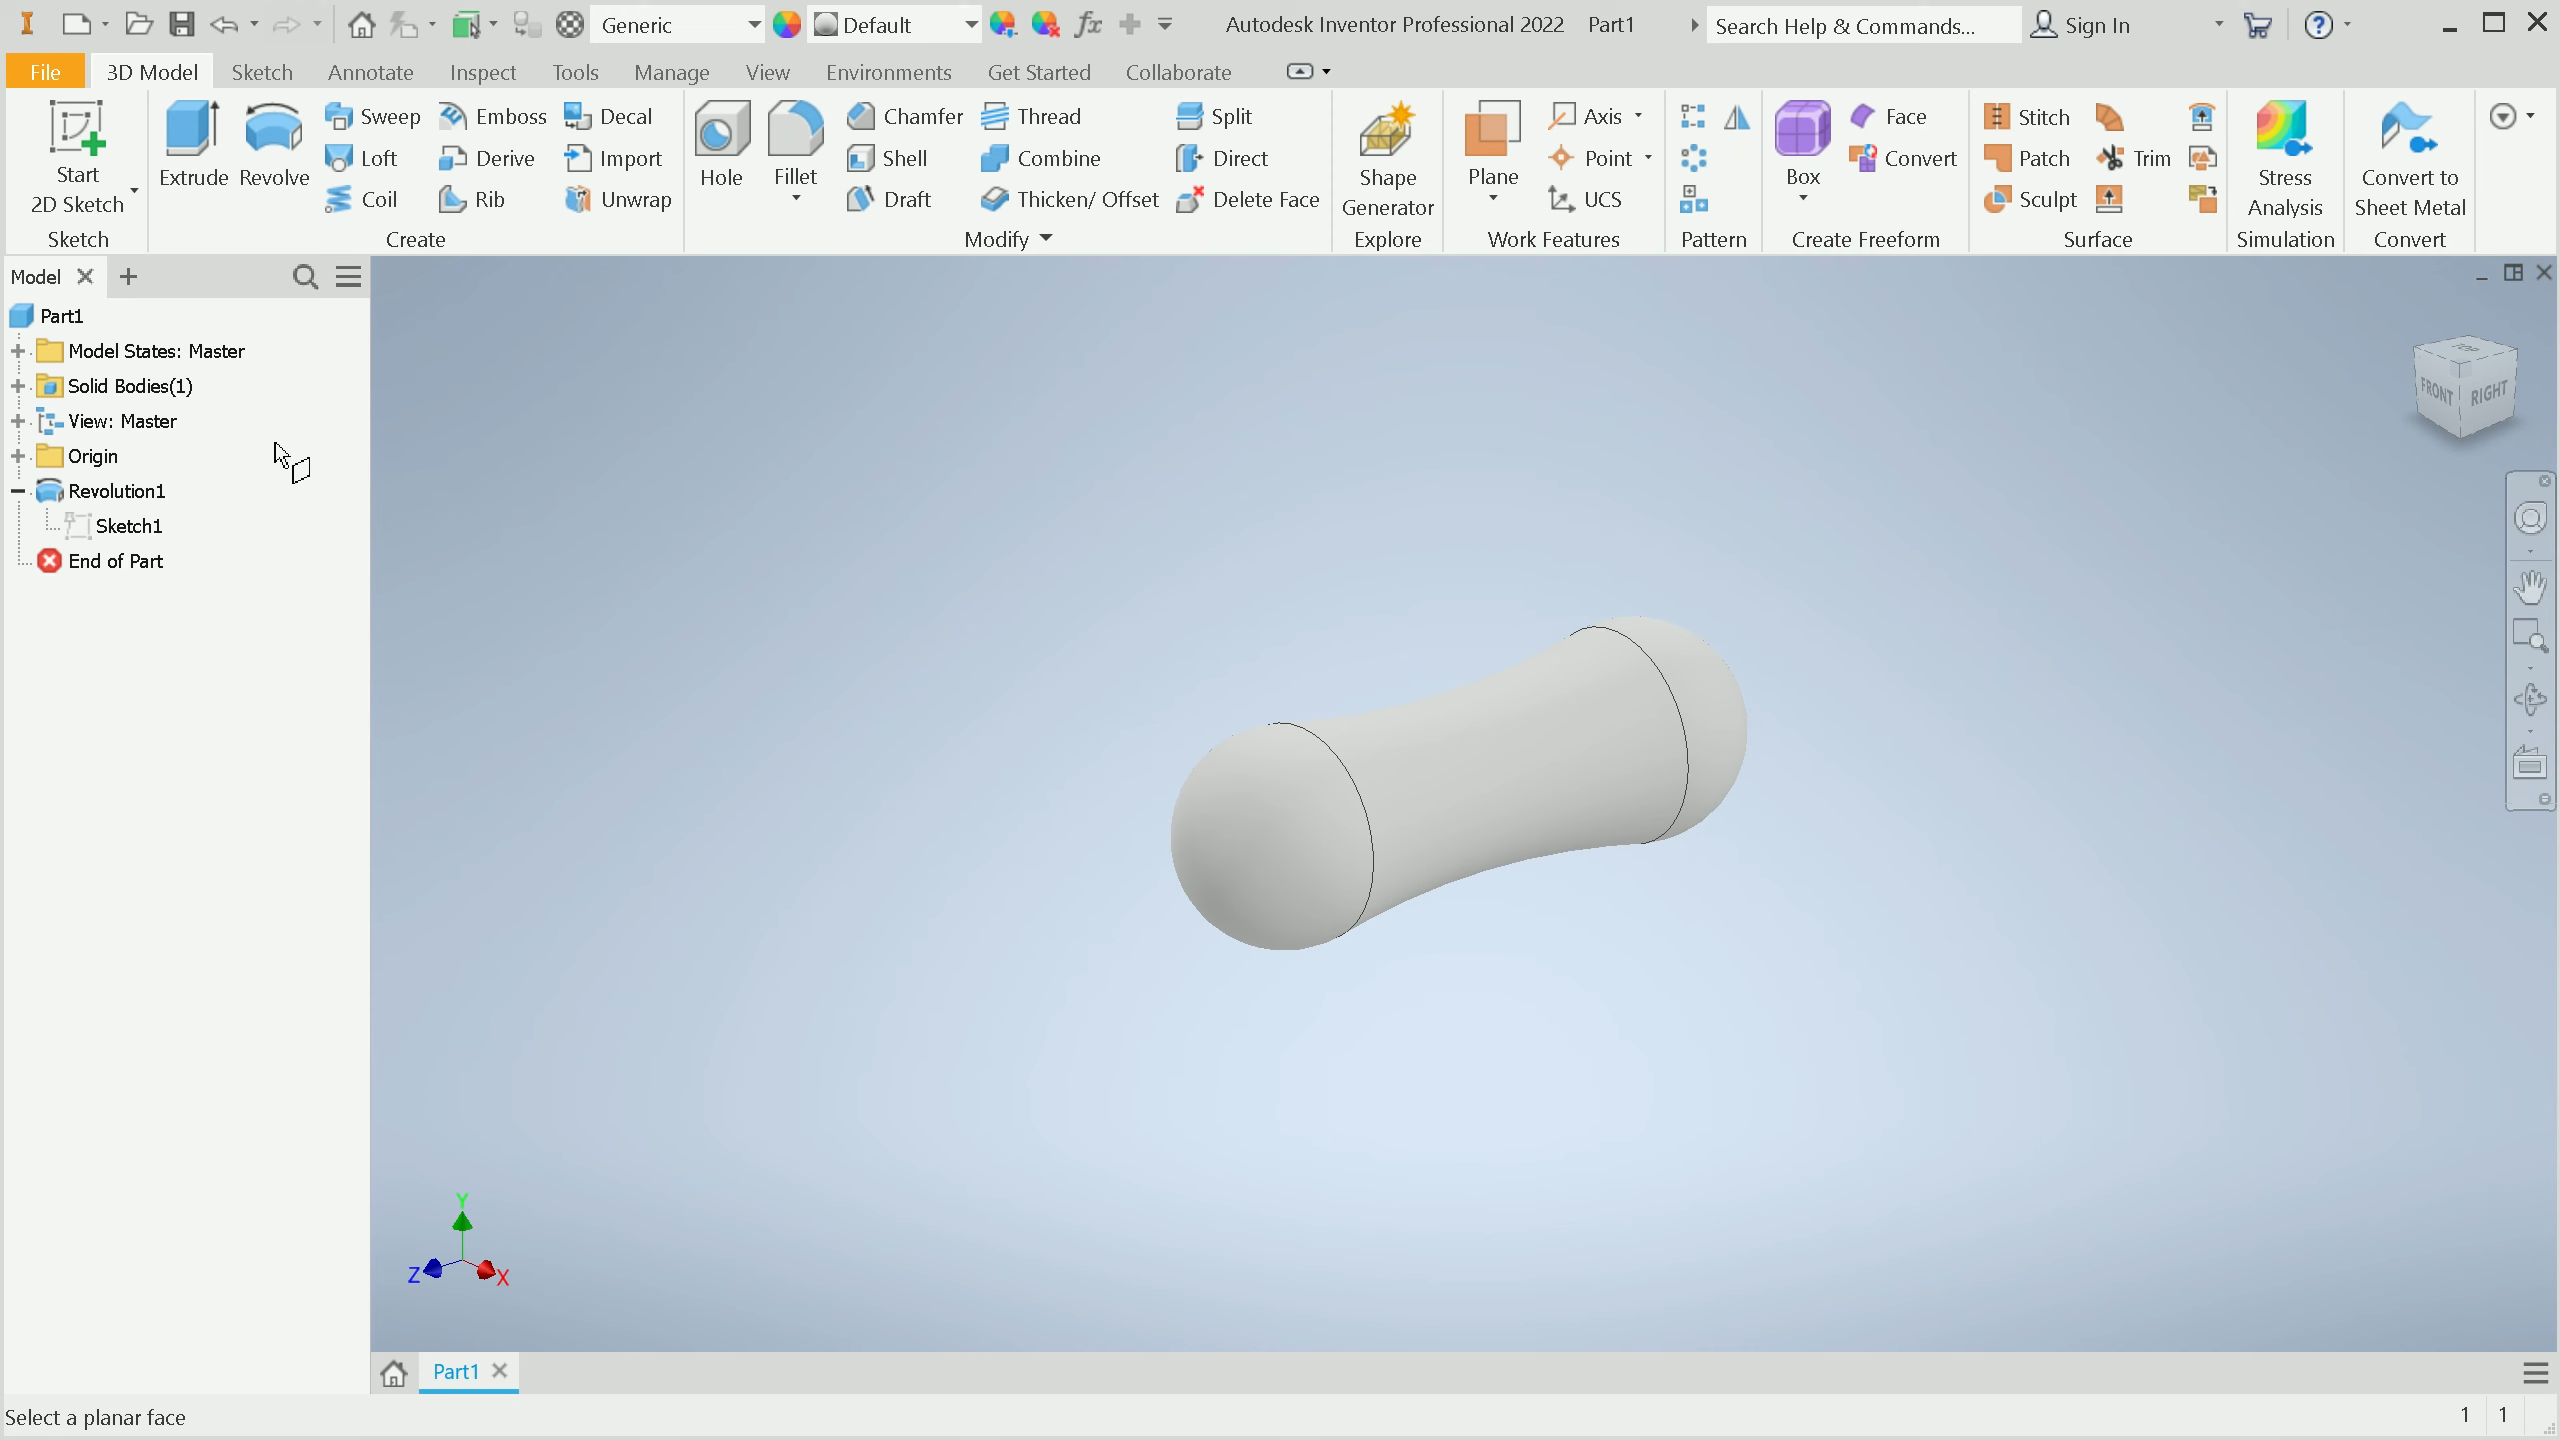 Generic
Default
Autodesk Inventor Professional 2022 Part1
Search Help & Commands...
Sign In
File 3D Model Sketch Annotate Inspect Tools Manage View Environments Get Started Collaborate
Start
2D Sketch
Sketch
Extrude
Revolve
Sweep
Loft
Coil
Emboss
Derive
Rib
Decal
Import
Unwrap
Create
Hole
Fillet
Chamfer
Shell
Draft
Thread
Combine
Thicken/ Offset
Split
Direct
Delete Face
Modify
Shape
Generator
Explore
Plane
Axis
Point
UCS
Work Features
Pattern
Box
Face
Convert
Create Freeform
Stitch
Patch
Sculpt
Trim
Surface
Stress
Analysis
Simulation
Convert to
Sheet Metal
Convert
Model
Part1
Model States: Master
Solid Bodies(1)
View: Master
Origin
Revolution1
Sketch1
End of Part
TOP
FRONT
RIGHT
Y
Z
X
Part1
Select a planar face
1 1